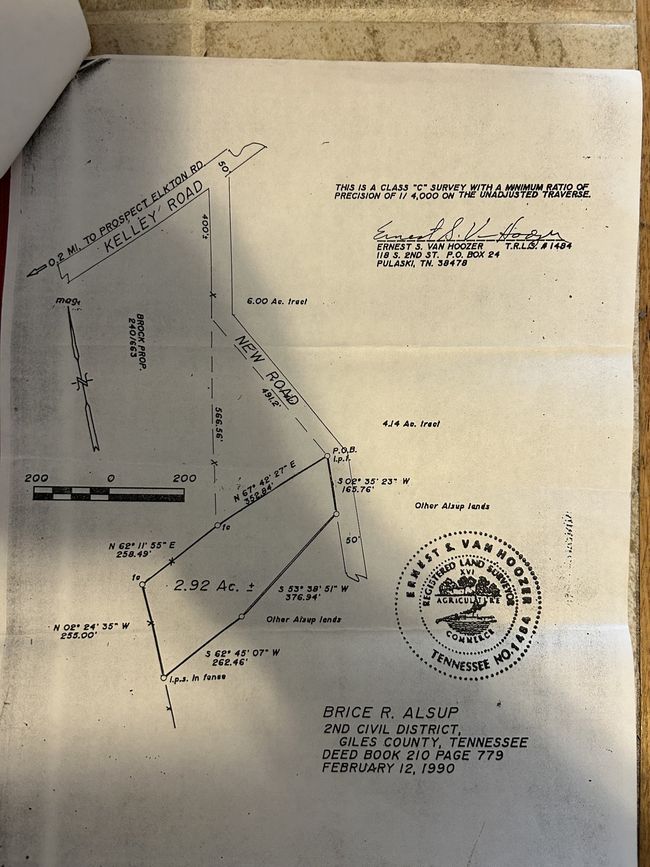 THIS IS A CLASS "C" SURVEY WITH A MINIMUM RATIO OF
PRECISION OF 1/ 4,000 ON THE UNADJUSTED TRAVERSE.
Ernest S. Van Hoozer
ERNEST S. VAN HOOZER T.R.L.S. # 1484
118 S. 2ND ST. P.O. BOX 24
PULASKI, TN. 38478
0.2 MI. TO PROSPECT ELKTON RD.
KELLEY ROAD
50'
400'±
mag.
BROCK PROP.
240/663
6.00 Ac. tract
NEW ROAD
491.2'
566.56'
4.14 Ac. tract
200 0 200
P.O.B.
i.p.f.
N 67° 42' 27" E
352.84'
S 02° 35' 23" W
165.76'
Other Alsup lands
50'
N 62° 11' 55" E
258.49'
2.92 Ac. ±
S 53° 38' 51" W
376.94'
Other Alsup lands
N 02° 24' 35" W
255.00'
S 62° 45' 07" W
262.46'
i.p.s. in fence
ERNEST S. VAN HOOZER
REGISTERED LAND SURVEYOR
XVI
AGRICULTURE
COMMERCE
TENNESSEE NO. 1484
BRICE R. ALSUP
2ND CIVIL DISTRICT,
GILES COUNTY, TENNESSEE
DEED BOOK 210 PAGE 779
FEBRUARY 12, 1990